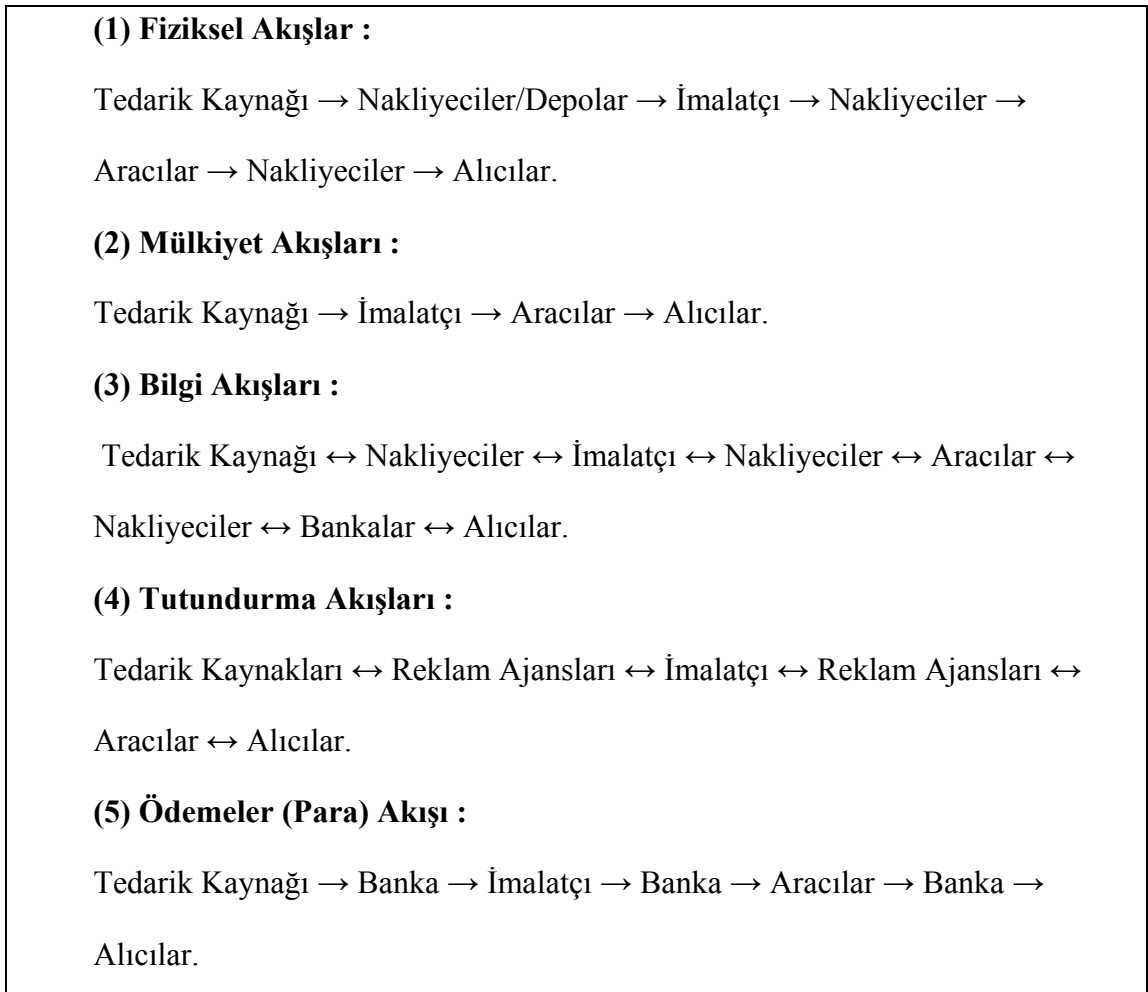 (1) Fiziksel Akışlar :
Tedarik Kaynağı → Nakliyeciler/Depolar → İmalatçı → Nakliyeciler →
Aracılar → Nakliyeciler → Alıcılar.
(2) Mülkiyet Akışları :
Tedarik Kaynağı → İmalatçı → Aracılar → Alıcılar.
(3) Bilgi Akışları :
Tedarik Kaynağı ↔ Nakliyeciler ↔ İmalatçı ↔ Nakliyeciler ↔ Aracılar ↔
Nakliyeciler ↔ Bankalar ↔ Alıcılar.
(4) Tutundurma Akışları :
Tedarik Kaynakları ↔ Reklam Ajansları ↔ İmalatçı ↔ Reklam Ajansları ↔
Aracılar ↔ Alıcılar.
(5) Ödemeler (Para) Akışı :
Tedarik Kaynağı → Banka → İmalatçı → Banka → Aracılar → Banka →
Alıcılar.